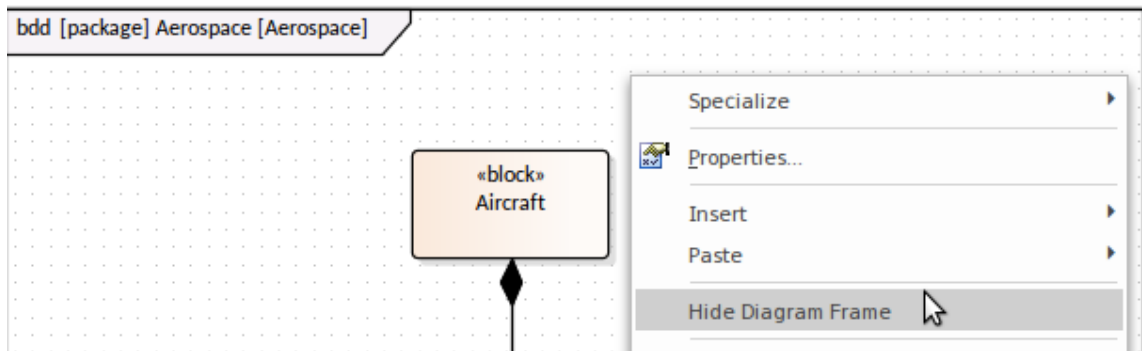 bdd [package] Aerospace [Aerospace]
«block»
Aircraft
Specialize
Properties...
Insert
Paste
Hide Diagram Frame